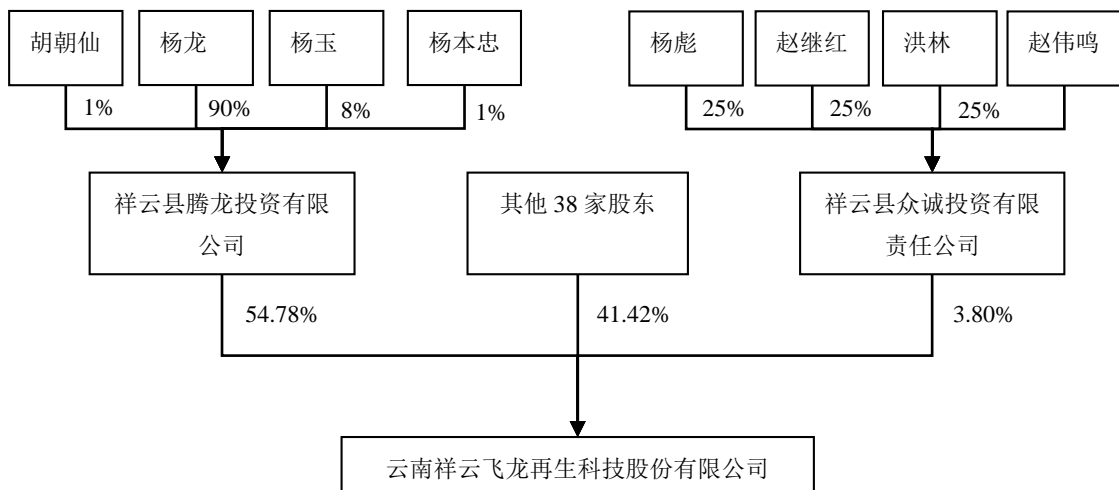 胡朝仙
杨龙
杨玉
杨本忠
杨彪
赵继红
洪林
赵伟鸣
1%
90%
8%
1%
25%
25%
25%
祥云县腾龙投资有限
公司
其他 38 家股东
祥云县众诚投资有限
责任公司
54.78%
41.42%
3.80%
云南祥云飞龙再生科技股份有限公司